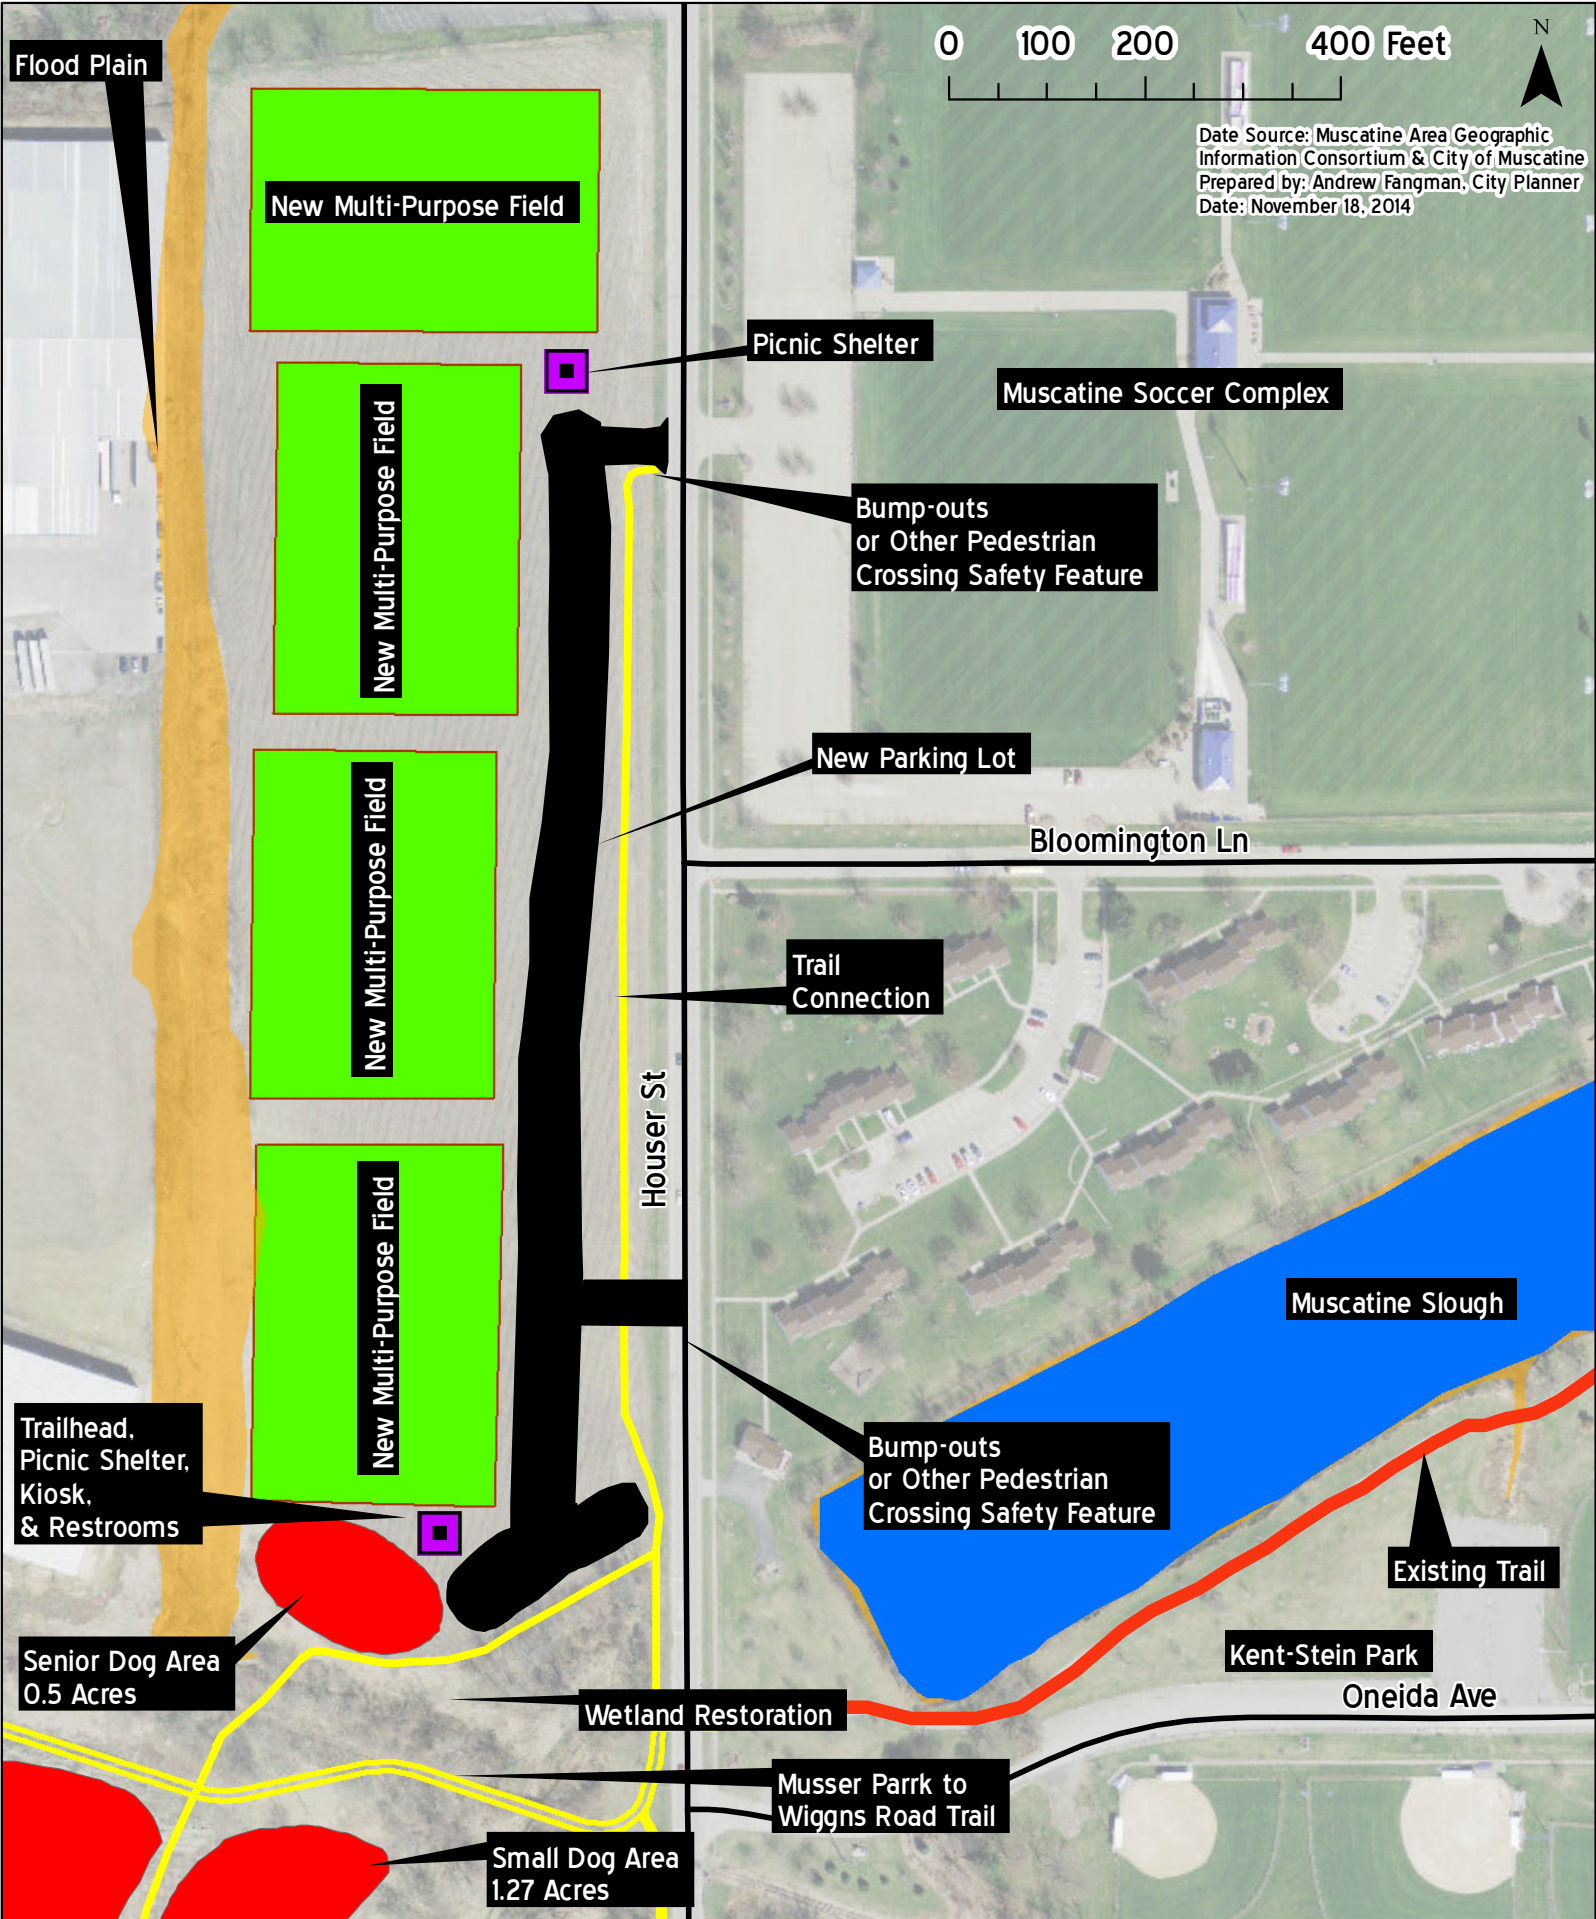 Flood Plain
0 100 200 400 Feet
N
Date Source: Muscatine Area Geographic
Information Consortium & City of Muscatine
Prepared by: Andrew Fangman, City Planner
Date: November 18, 2014
New Multi-Purpose Field
Picnic Shelter
Muscatine Soccer Complex
New Multi-Purpose Field
Bump-outs
or Other Pedestrian
Crossing Safety Feature
New Parking Lot
Bloomington Ln
New Multi-Purpose Field
Trail
Connection
Houser St
New Multi-Purpose Field
Muscatine Slough
Trailhead,
Picnic Shelter,
Kiosk,
& Restrooms
Bump-outs
or Other Pedestrian
Crossing Safety Feature
Existing Trail
Senior Dog Area
0.5 Acres
Kent-Stein Park
Oneida Ave
Wetland Restoration
Musser Parrk to
Wiggns Road Trail
Small Dog Area
1.27 Acres